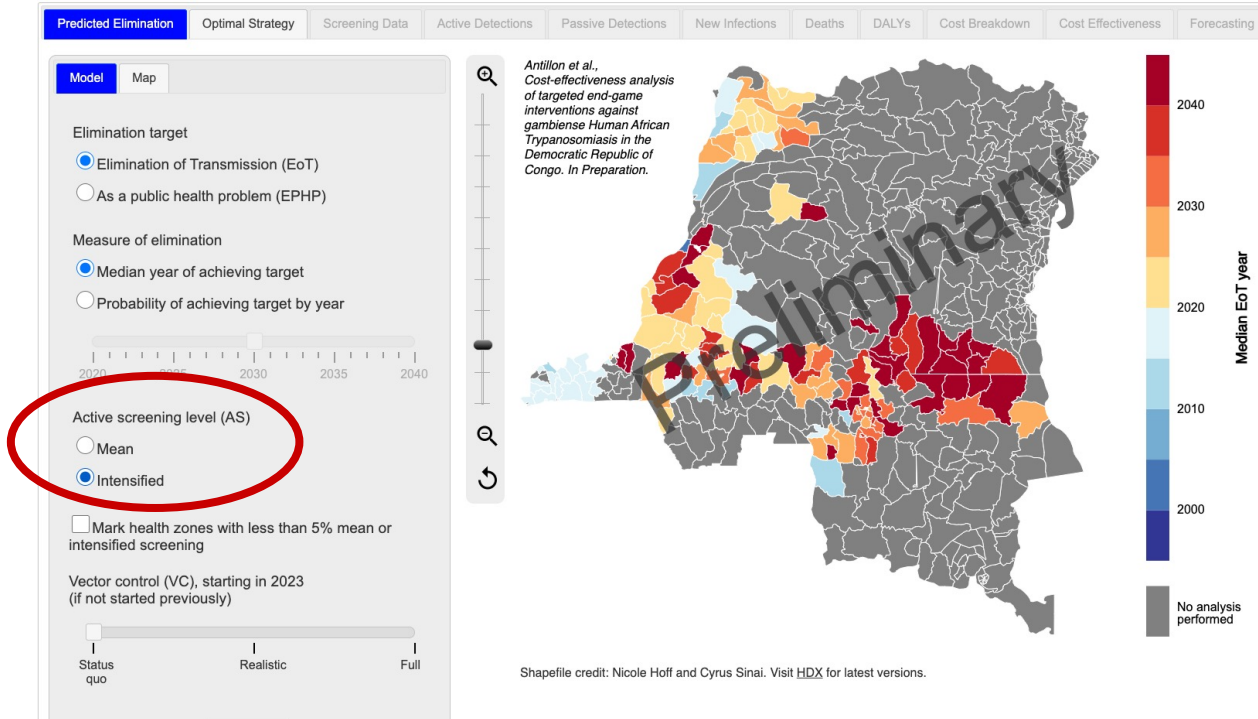 Predicted Elimination
Optimal Strategy
Screening Data
Active Detections
Passive Detections
New Infections
Deaths
DALYs
Cost Breakdown
Cost Effectiveness
Forecasting
Model
Map
Elimination target
Elimination of Transmission (EoT)
As a public health problem (EPHP)
Measure of elimination
Median year of achieving target
Probability of achieving target by year
2020
2025
2030
2035
2040
Active screening level (AS)
Mean
Intensified
Mark health zones with less than 5% mean or
intensified screening
Vector control (VC), starting in 2023
(if not started previously)
Status
quo
Realistic
Full
Antillon et al.,
Cost-effectiveness analysis
of targeted end-game
interventions against
gambiense Human African
Trypanosomiasis in the
Democratic Republic of
Congo. In Preparation.
Preliminary
2040
2030
2020
2010
2000
Median EoT year
No analysis
performed
Shapefile credit: Nicole Hoff and Cyrus Sinai. Visit HDX for latest versions.